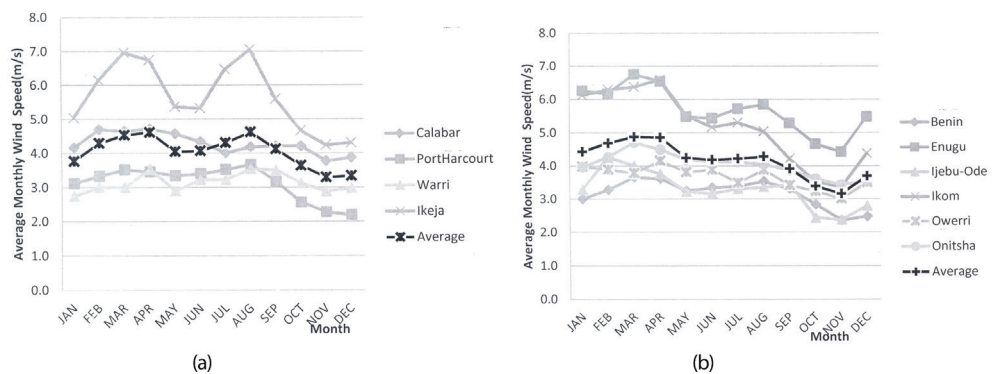 8.0
7.0
6.0
5.0
4.0
3.0
2.0
1.0
0.0
Average Monthly Wind Speed(m/s)
JAN FEB MAR APR MAY JUN JUL AUG SEP OCT NOV DEC
Month
Calabar
PortHarcourt
Warri
Ikeja
Average
(a)
8.0
7.0
6.0
5.0
4.0
3.0
2.0
1.0
0.0
Average Monthly Wind Speed(m/s)
JAN FEB MAR APR MAY JUN JUL AUG SEP OCT NOV DEC
Month
Benin
Enugu
Ijebu-Ode
Ikom
Owerri
Onitsha
Average
(b)